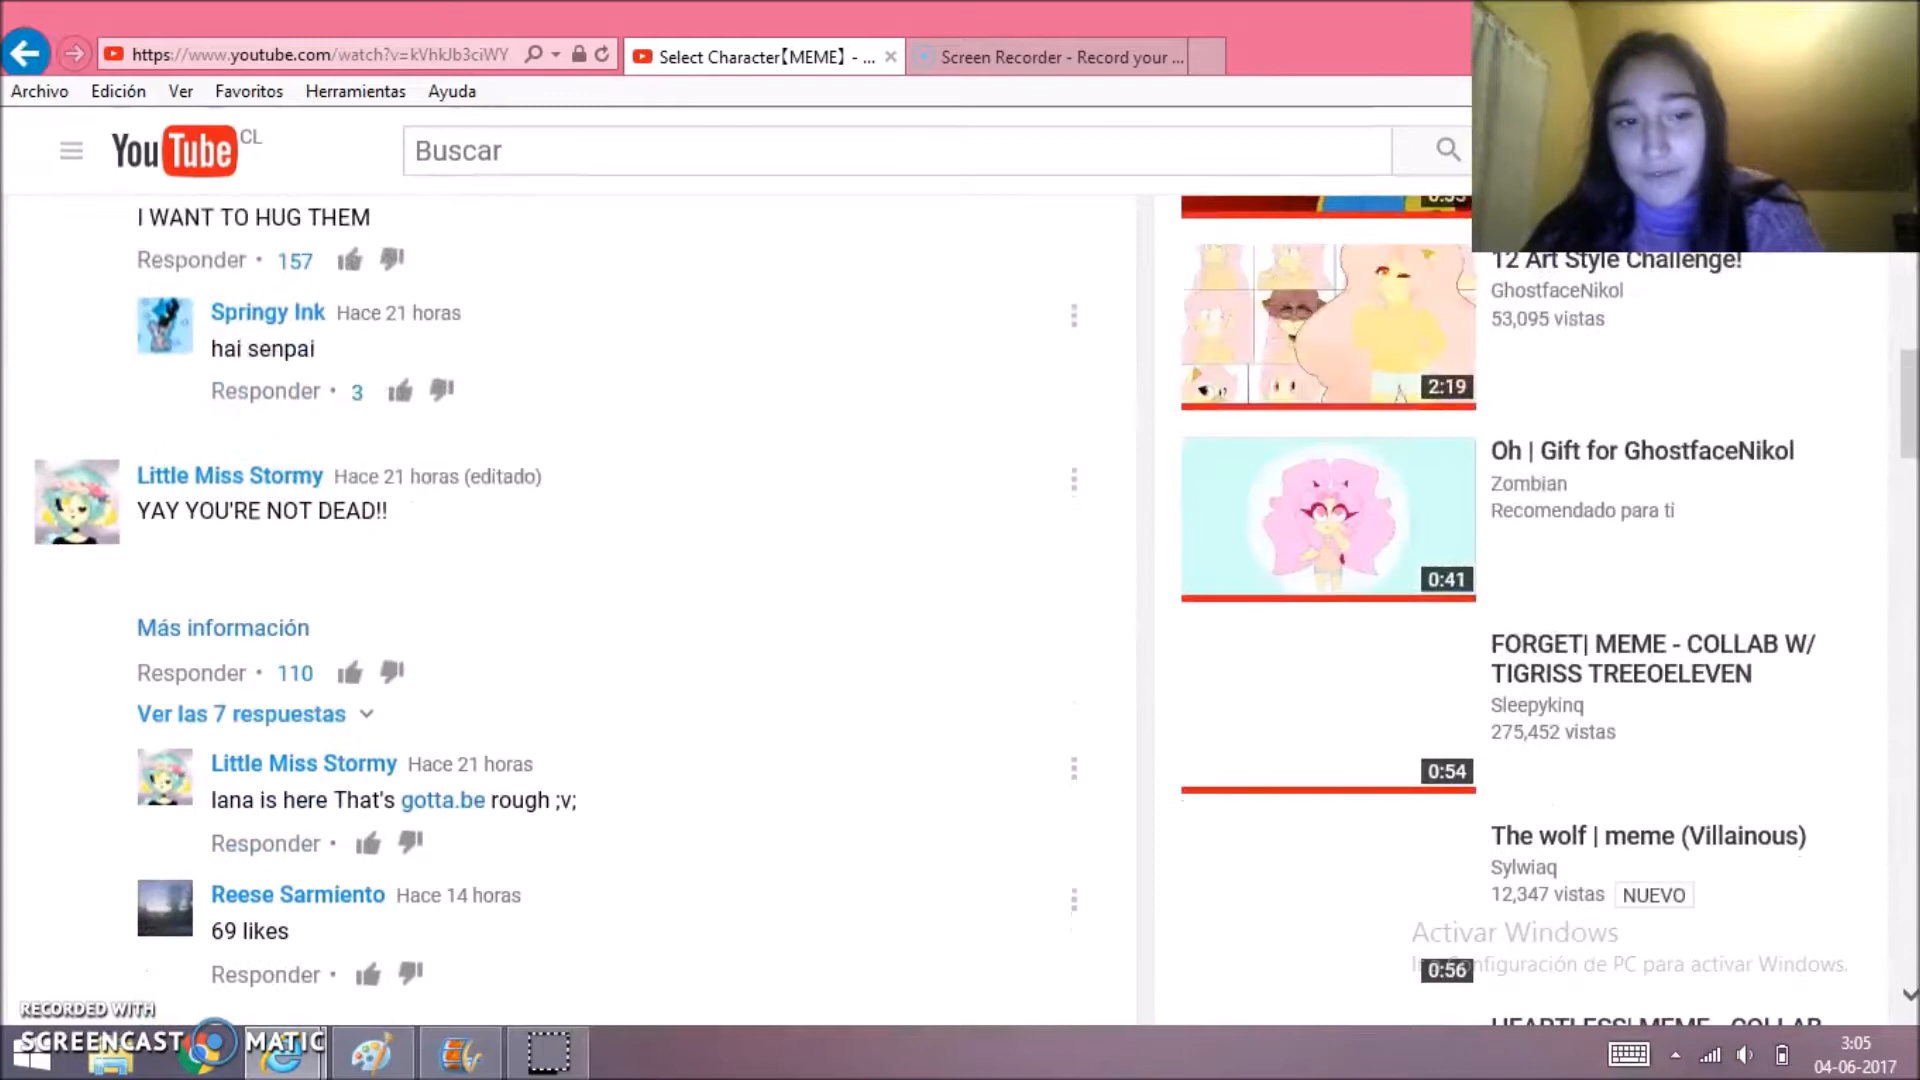 https://www.youtube.com/watch?v=kVhkJb3ciWY
Select Character【MEME】 - ...
Screen Recorder - Record your ...
Archivo Edición Ver Favoritos Herramientas Ayuda
YouTube CL
Buscar
I WANT TO HUG THEM
Responder · 157
Springy Ink Hace 21 horas
hai senpai
Responder · 3
Little Miss Stormy Hace 21 horas (editado)
YAY YOU'RE NOT DEAD!!
Más información
Responder · 110
Ver las 7 respuestas
Little Miss Stormy Hace 21 horas
Iana is here That's gotta.be rough ;v;
Responder ·
Reese Sarmiento Hace 14 horas
69 likes
Responder ·
0:55
12 Art Style Challenge!
GhostfaceNikol
53,095 vistas
2:19
Oh | Gift for GhostfaceNikol
Zombian
Recomendado para ti
0:41
FORGET| MEME - COLLAB W/
TIGRISS TREEOELEVEN
Sleepykinq
275,452 vistas
0:54
The wolf | meme (Villainous)
Sylwiaq
12,347 vistas NUEVO
0:56
Activar Windows
Configuración de PC para activar Windows.
HEARTLESS| MEME - COLLAB
RECORDED WITH
SCREENCAST MATIC
3:05
04-06-2017